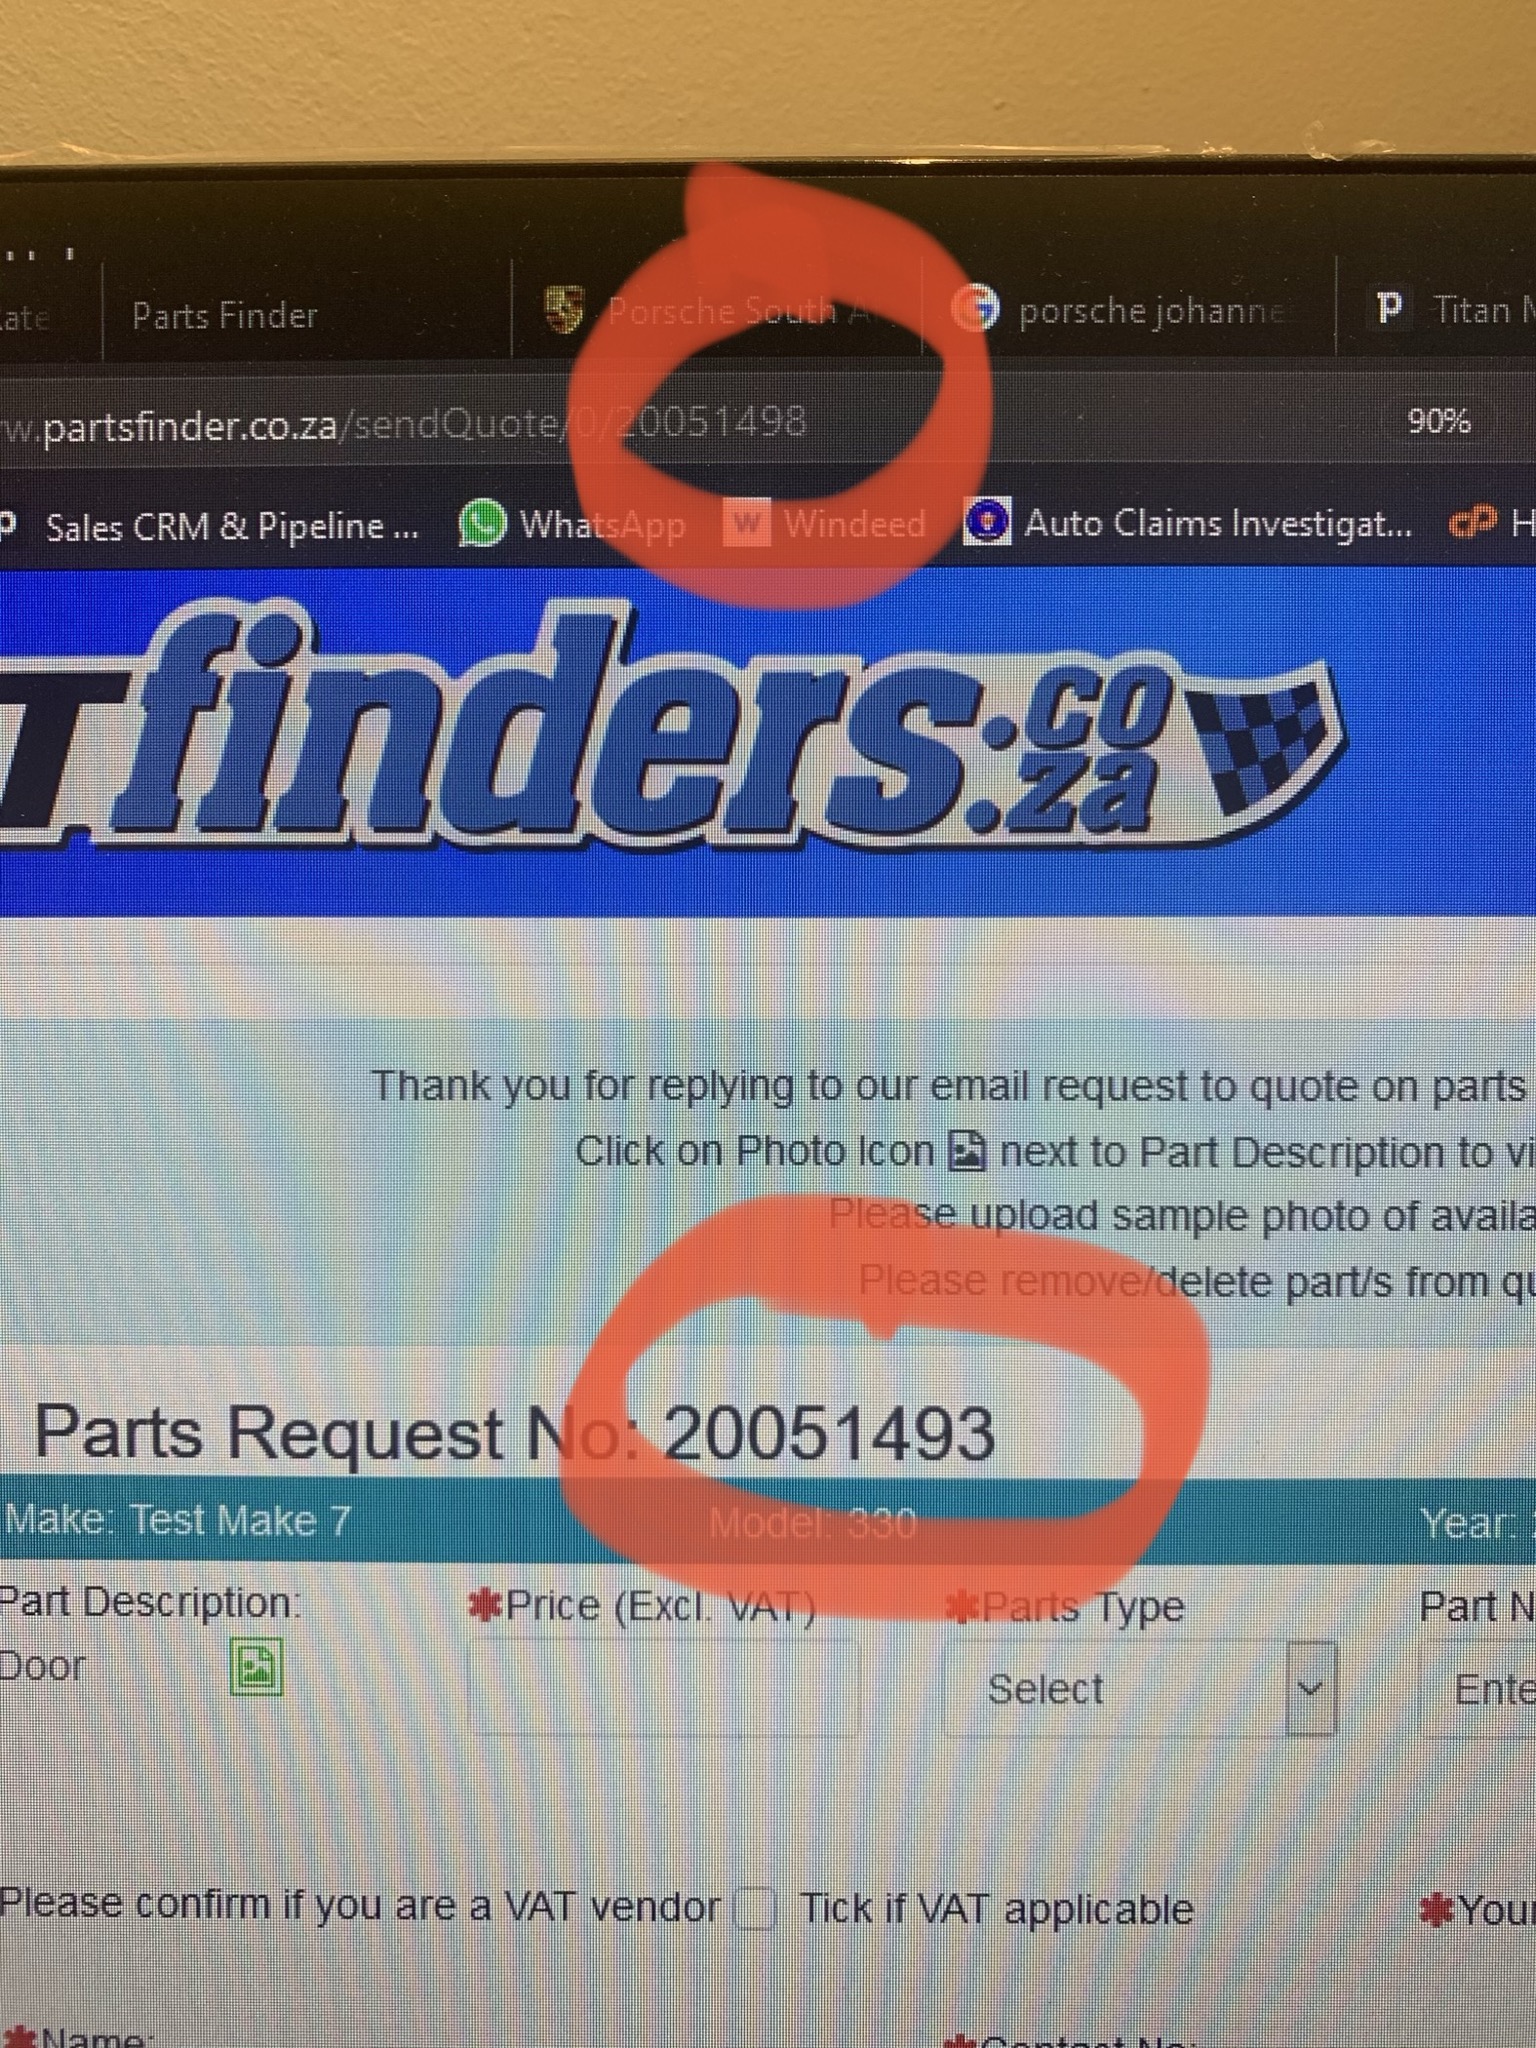 Parts Finder
Porsche South A
porsche johanne
Titan
w.partsfinder.co.za/sendQuote/0/20051498
90%
Sales CRM & Pipeline ...
WhatsApp
Windeed
Auto Claims Investigat...
finders.co.za
Thank you for replying to our email request to quote on parts
Click on Photo Icon next to Part Description to vi
Please upload sample photo of availa
Please remove/delete part/s from qu
Parts Request No: 20051493
Make: Test Make 7
Model: 330
Year:
Part Description:
*Price (Excl. VAT)
*Parts Type
Part N
Door
Select
Ente
Please confirm if you are a VAT vendor
Tick if VAT applicable
*Your
*Name:
*Contact No: